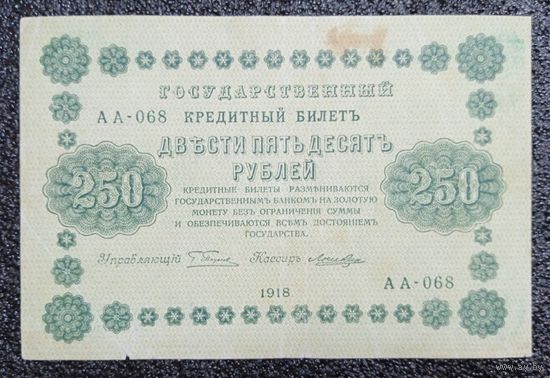 ГОСУДАРСТВЕННЫЙ
АА-068 КРЕДИТНЫЙ БИЛЕТЪ
ДВѢСТИ ПЯТЬДЕСЯТЪ
РУБЛЕЙ
250 250
КРЕДИТНЫЕ БИЛЕТЫ РАЗМѢНИВАЮТСЯ
ГОСУДАРСТВЕННЫМЪ БАНКОМЪ НА ЗОЛОТУЮ
МОНЕТУ БЕЗЪ ОГРАНИЧЕНІЯ СУММЫ
И ОБЕЗПЕЧИВАЮТСЯ ВСѢМЪ ДОСТОЯНІЕМЪ
ГОСУДАРСТВА.
Управляющій Кассиръ
1918
АА-068